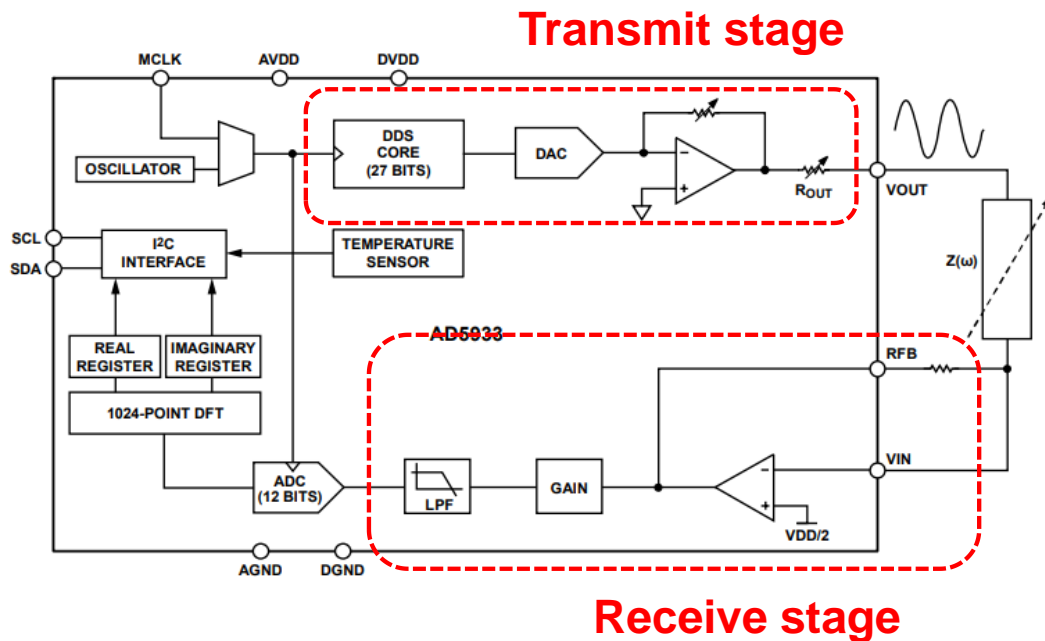 Transmit stage
MCLK
AVDD
DVDD
OSCILLATOR
DDS
CORE
(27 BITS)
DAC
ROUT
VOUT
SCL
SDA
I2C
INTERFACE
TEMPERATURE
SENSOR
Z(ω)
AD5933
REAL
REGISTER
IMAGINARY
REGISTER
RFB
1024-POINT DFT
ADC
(12 BITS)
LPF
GAIN
VIN
VDD/2
AGND
DGND
Receive stage